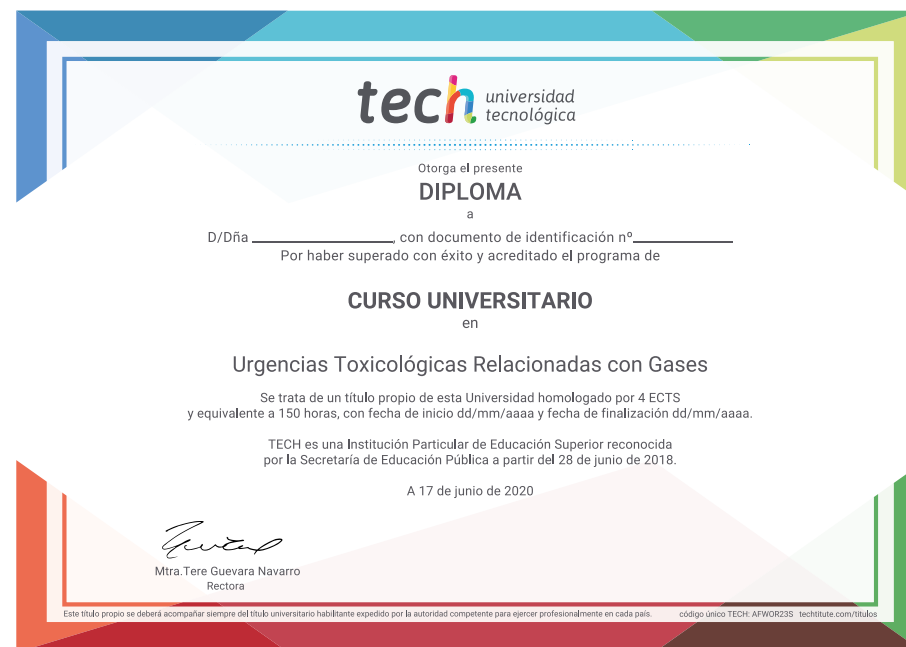 tech universidad
tecnológica
Otorga el presente
DIPLOMA
a
D/Dña ____________________, con documento de identificación nº______________
Por haber superado con éxito y acreditado el programa de
CURSO UNIVERSITARIO
en
Urgencias Toxicológicas Relacionadas con Gases
Se trata de un título propio de esta Universidad homologado por 4 ECTS
y equivalente a 150 horas, con fecha de inicio dd/mm/aaaa y fecha de finalización dd/mm/aaaa.
TECH es una Institución Particular de Educación Superior reconocida
por la Secretaría de Educación Pública a partir del 28 de junio de 2018.
A 17 de junio de 2020
Mtra.Tere Guevara Navarro
Rectora
Este título propio se deberá acompañar siempre del título universitario habilitante expedido por la autoridad competente para ejercer profesionalmente en cada país. código único TECH: AFWOR23S techtitute.com/títulos